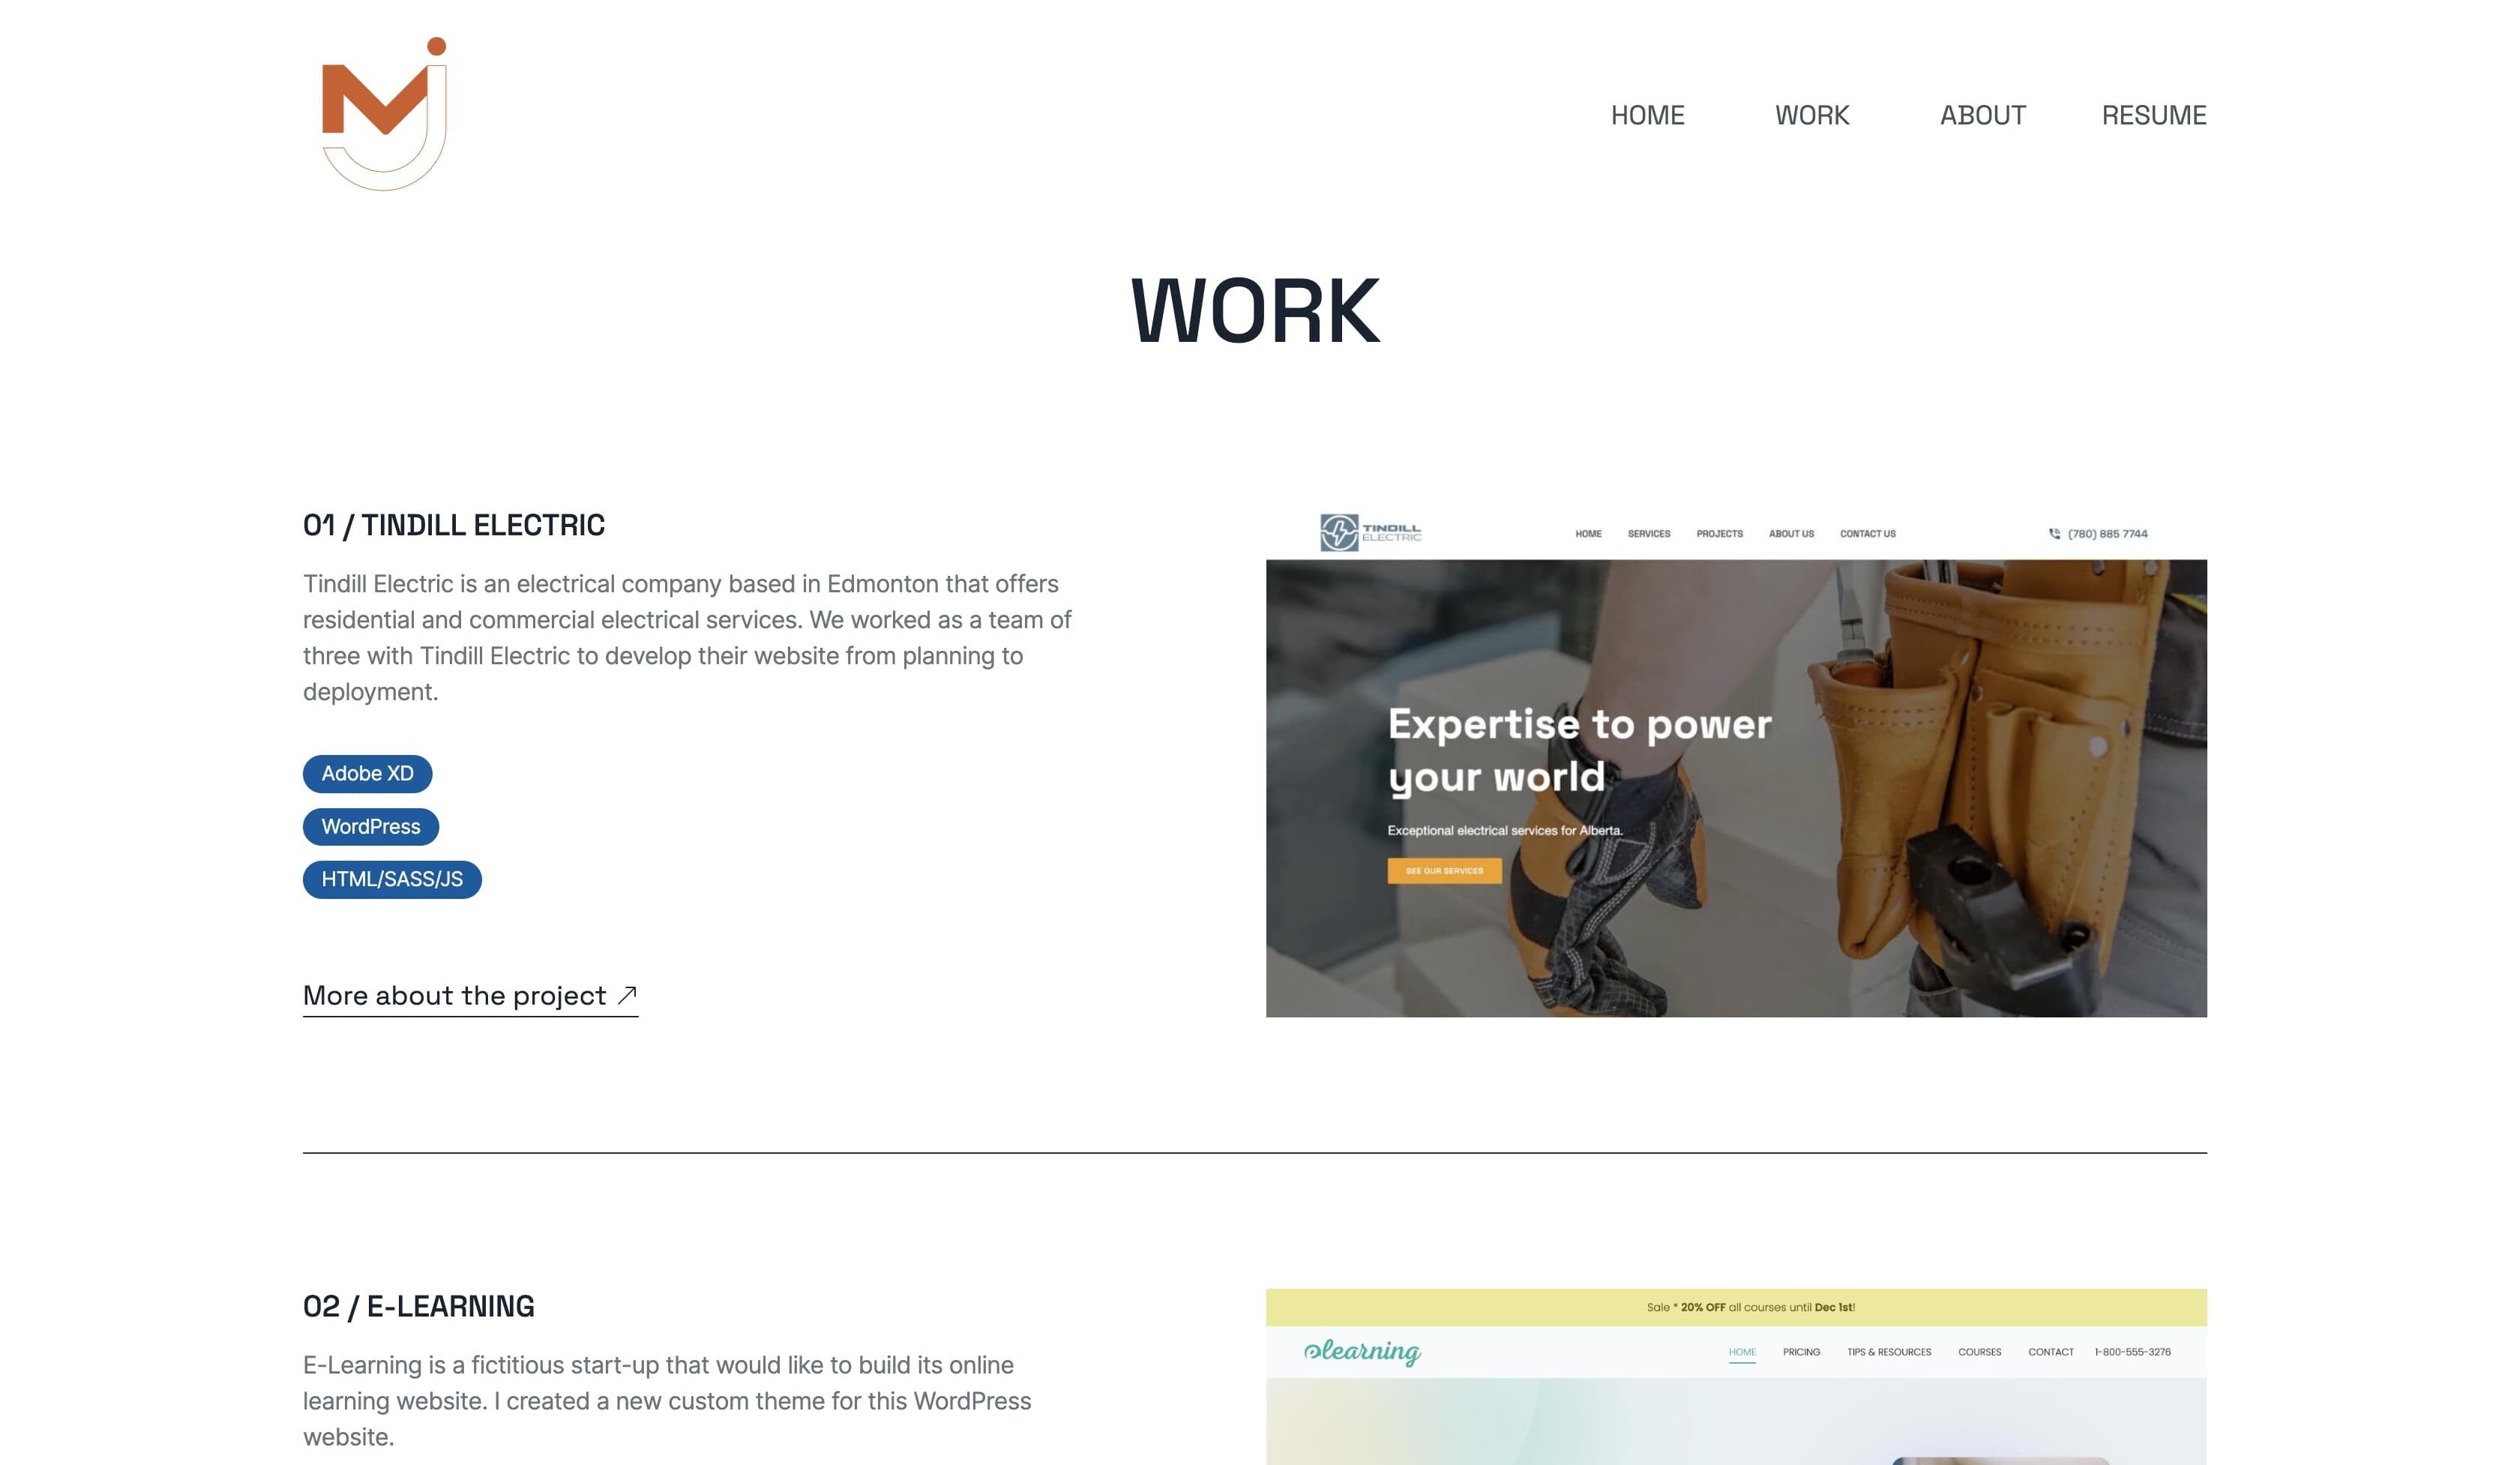 HOME WORK ABOUT RESUME
WORK
01 / TINDILL ELECTRIC
Tindill Electric is an electrical company based in Edmonton that offers
residential and commercial electrical services. We worked as a team of
three with Tindill Electric to develop their website from planning to
deployment.
Adobe XD
WordPress
HTML/SASS/JS
More about the project
TINDILL
ELECTRIC
HOME SERVICES PROJECTS ABOUT US CONTACT US (780) 885 7744
Expertise to power
your world
Exceptional electrical services for Alberta.
SEE OUR SERVICES
02 / E-LEARNING
E-Learning is a fictitious start-up that would like to build its online
learning website. I created a new custom theme for this WordPress
website.
Sale * 20% OFF all courses until Dec 1st!
elearning
HOME PRICING TIPS & RESOURCES COURSES CONTACT 1-800-555-3276